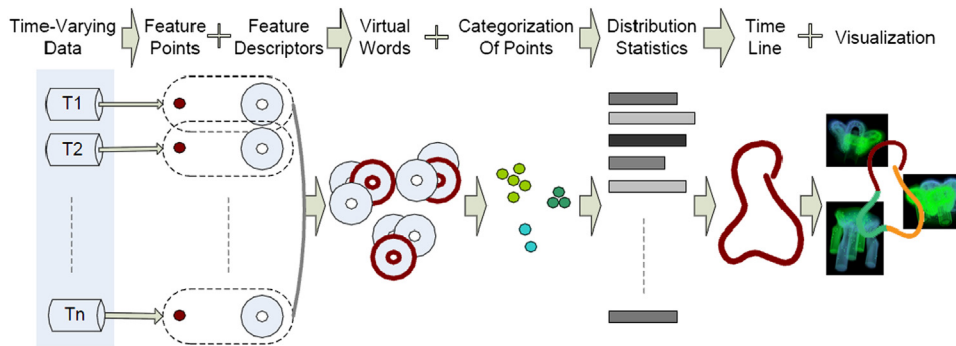 Time-Varying
Data
Feature
Points
Feature
Descriptors
Virtual
Words
Categorization
Of Points
Distribution
Statistics
Time
Line
Visualization
T1
T2
Tn